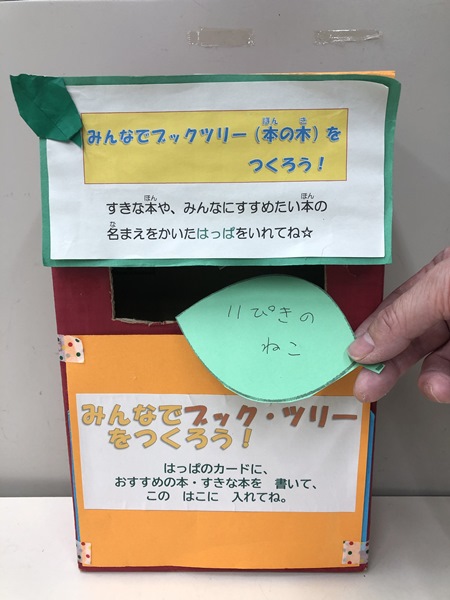 みんなでブックツリー(本の木)を
つくろう!
すきな本や、みんなにすすめたい本の
名まえをかいたはっぱをいれてね☆
11ぴきの
ねこ
みんなでブック・ツリー
をつくろう!
はっぱのカードに、
おすすめの本・すきな本を 書いて、
この はこに 入れてね。